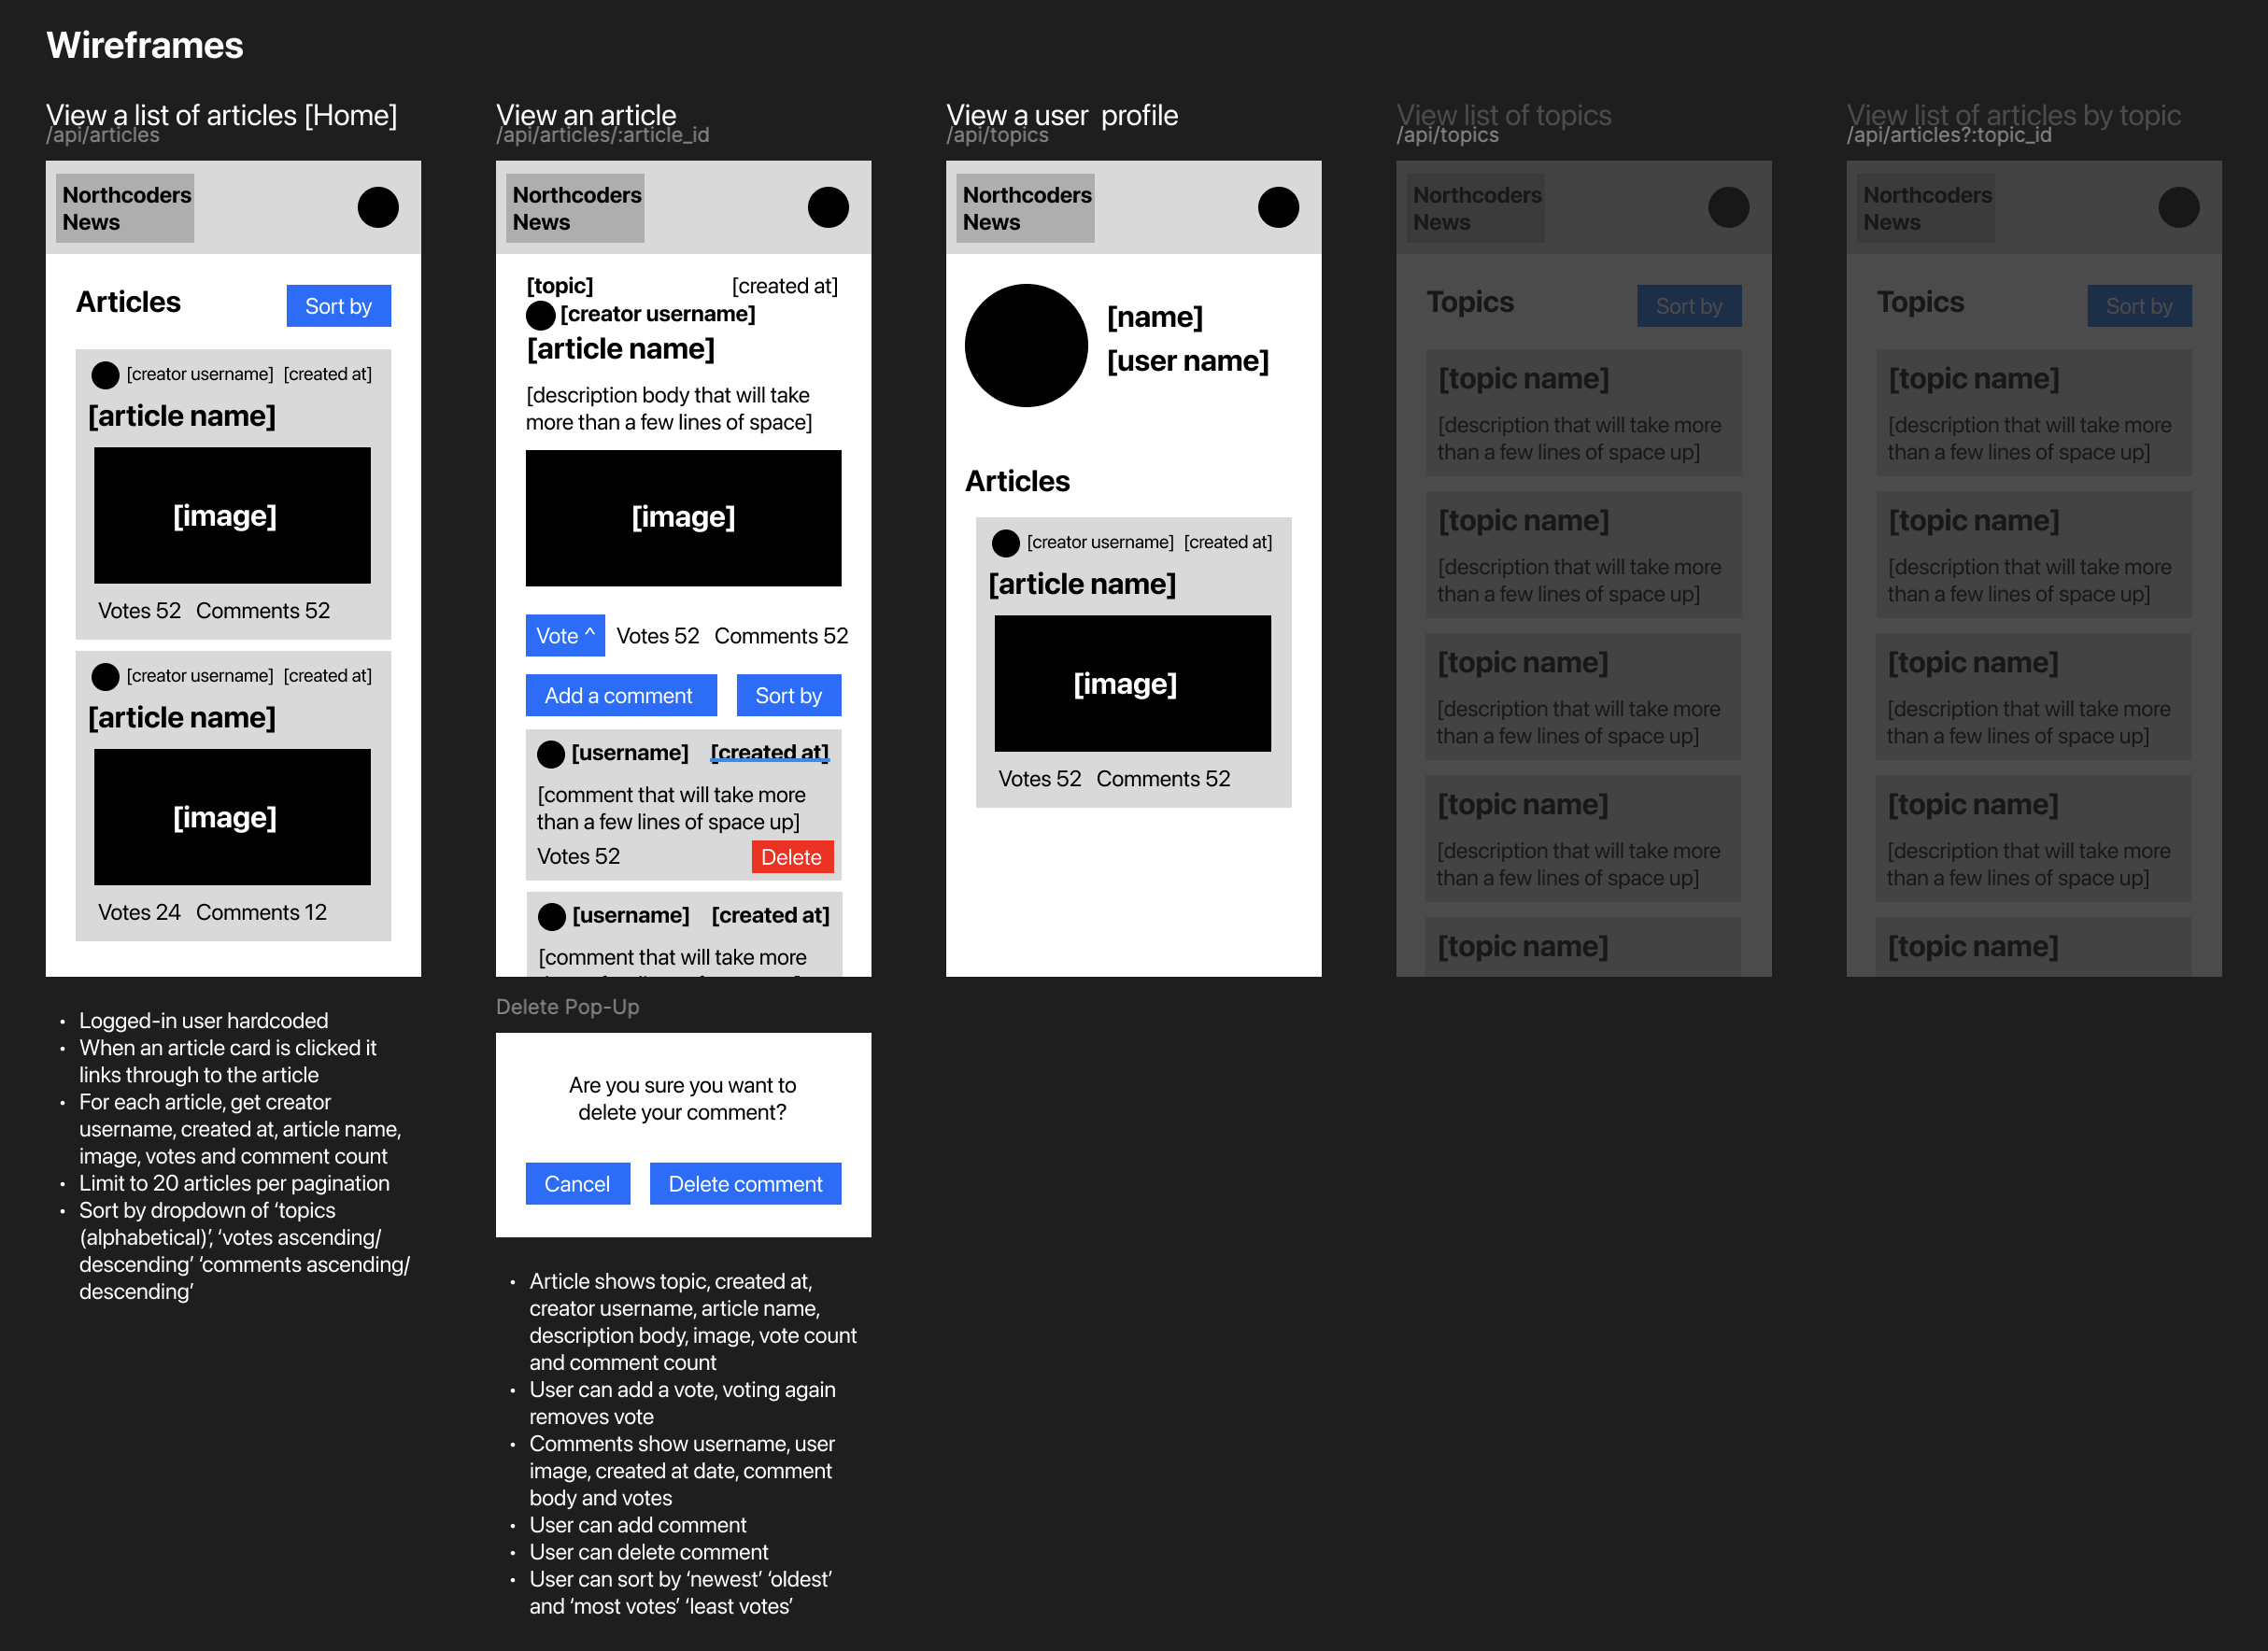 Wireframes
View a list of articles [Home]
/api/articles
Northcoders
News
Articles
Sort by
[creator username] [created at]
[article name]
[image]
Votes 52 Comments 52
[creator username] [created at]
[article name]
[image]
Votes 24 Comments 12
• Logged-in user hardcoded
• When an article card is clicked it
links through to the article
• For each article, get creator
username, created at, article name,
image, votes and comment count
• Limit to 20 articles per pagination
• Sort by dropdown of ‘topics
(alphabetical)’, ‘votes ascending/
descending’ ‘comments ascending/
descending’
View an article
/api/articles/:article_id
Northcoders
News
[topic] [created at]
[creator username]
[article name]
[description body that will take
more than a few lines of space]
[image]
Vote ^ Votes 52 Comments 52
Add a comment Sort by
[username] [created at]
[comment that will take more
than a few lines of space up]
Votes 52 Delete
[username] [created at]
[comment that will take more
Delete Pop-Up
Are you sure you want to
delete your comment?
Cancel Delete comment
• Article shows topic, created at,
creator username, article name,
description body, image, vote count
and comment count
• User can add a vote, voting again
removes vote
• Comments show username, user
image, created at date, comment
body and votes
• User can add comment
• User can delete comment
• User can sort by ‘newest’ ‘oldest’
and ‘most votes’ ‘least votes’
View a user profile
/api/topics
Northcoders
News
[name]
[user name]
Articles
[creator username] [created at]
[article name]
[image]
Votes 52 Comments 52
View list of topics
/api/topics
Northcoders
News
Topics
Sort by
[topic name]
[description that will take more
than a few lines of space up]
[topic name]
[description that will take more
than a few lines of space up]
[topic name]
[description that will take more
than a few lines of space up]
[topic name]
[description that will take more
than a few lines of space up]
[topic name]
View list of articles by topic
/api/articles?:topic_id
Northcoders
News
Topics
Sort by
[topic name]
[description that will take more
than a few lines of space up]
[topic name]
[description that will take more
than a few lines of space up]
[topic name]
[description that will take more
than a few lines of space up]
[topic name]
[description that will take more
than a few lines of space up]
[topic name]